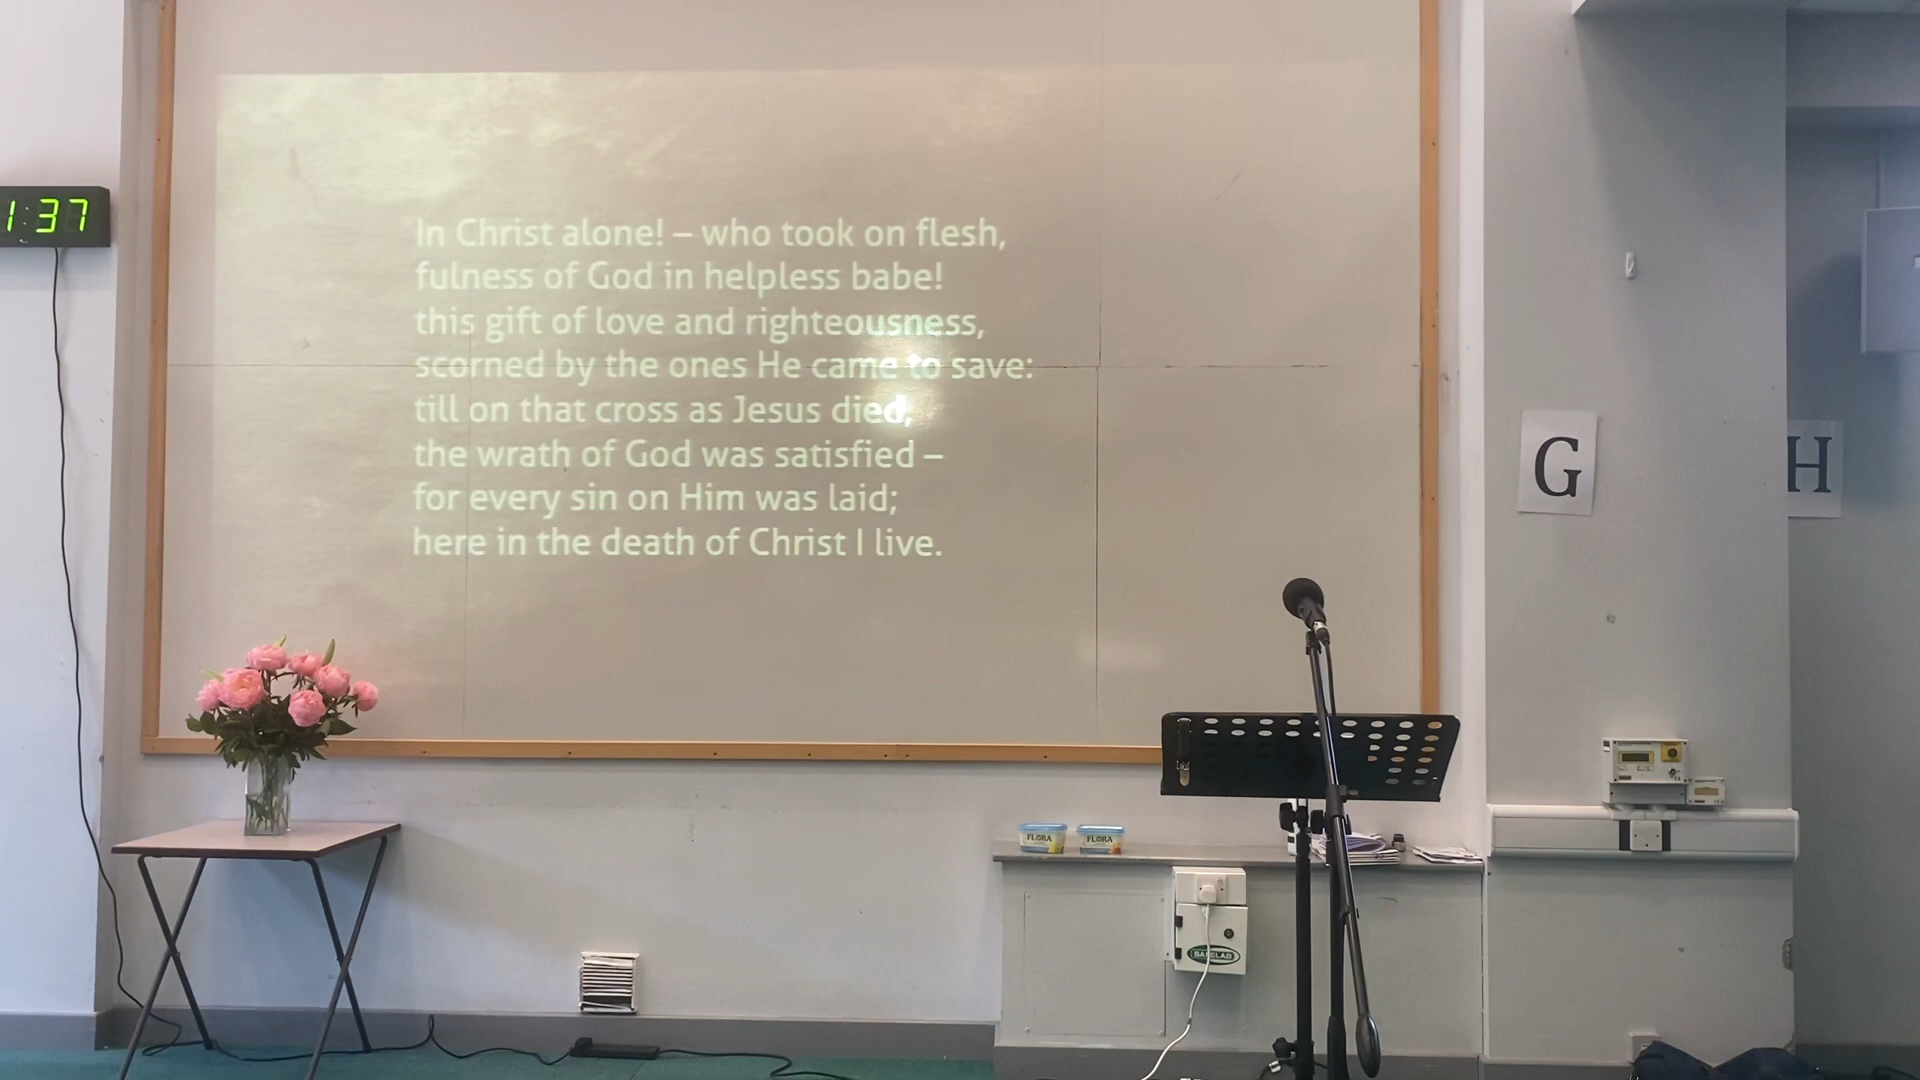 1:37
In Christ alone! – who took on flesh,
fulness of God in helpless babe!
this gift of love and righteousness,
scorned by the ones He came to save:
till on that cross as Jesus died,
the wrath of God was satisfied –
for every sin on Him was laid;
here in the death of Christ I live.
G
H
FLORA
FLORA
SAFELAB